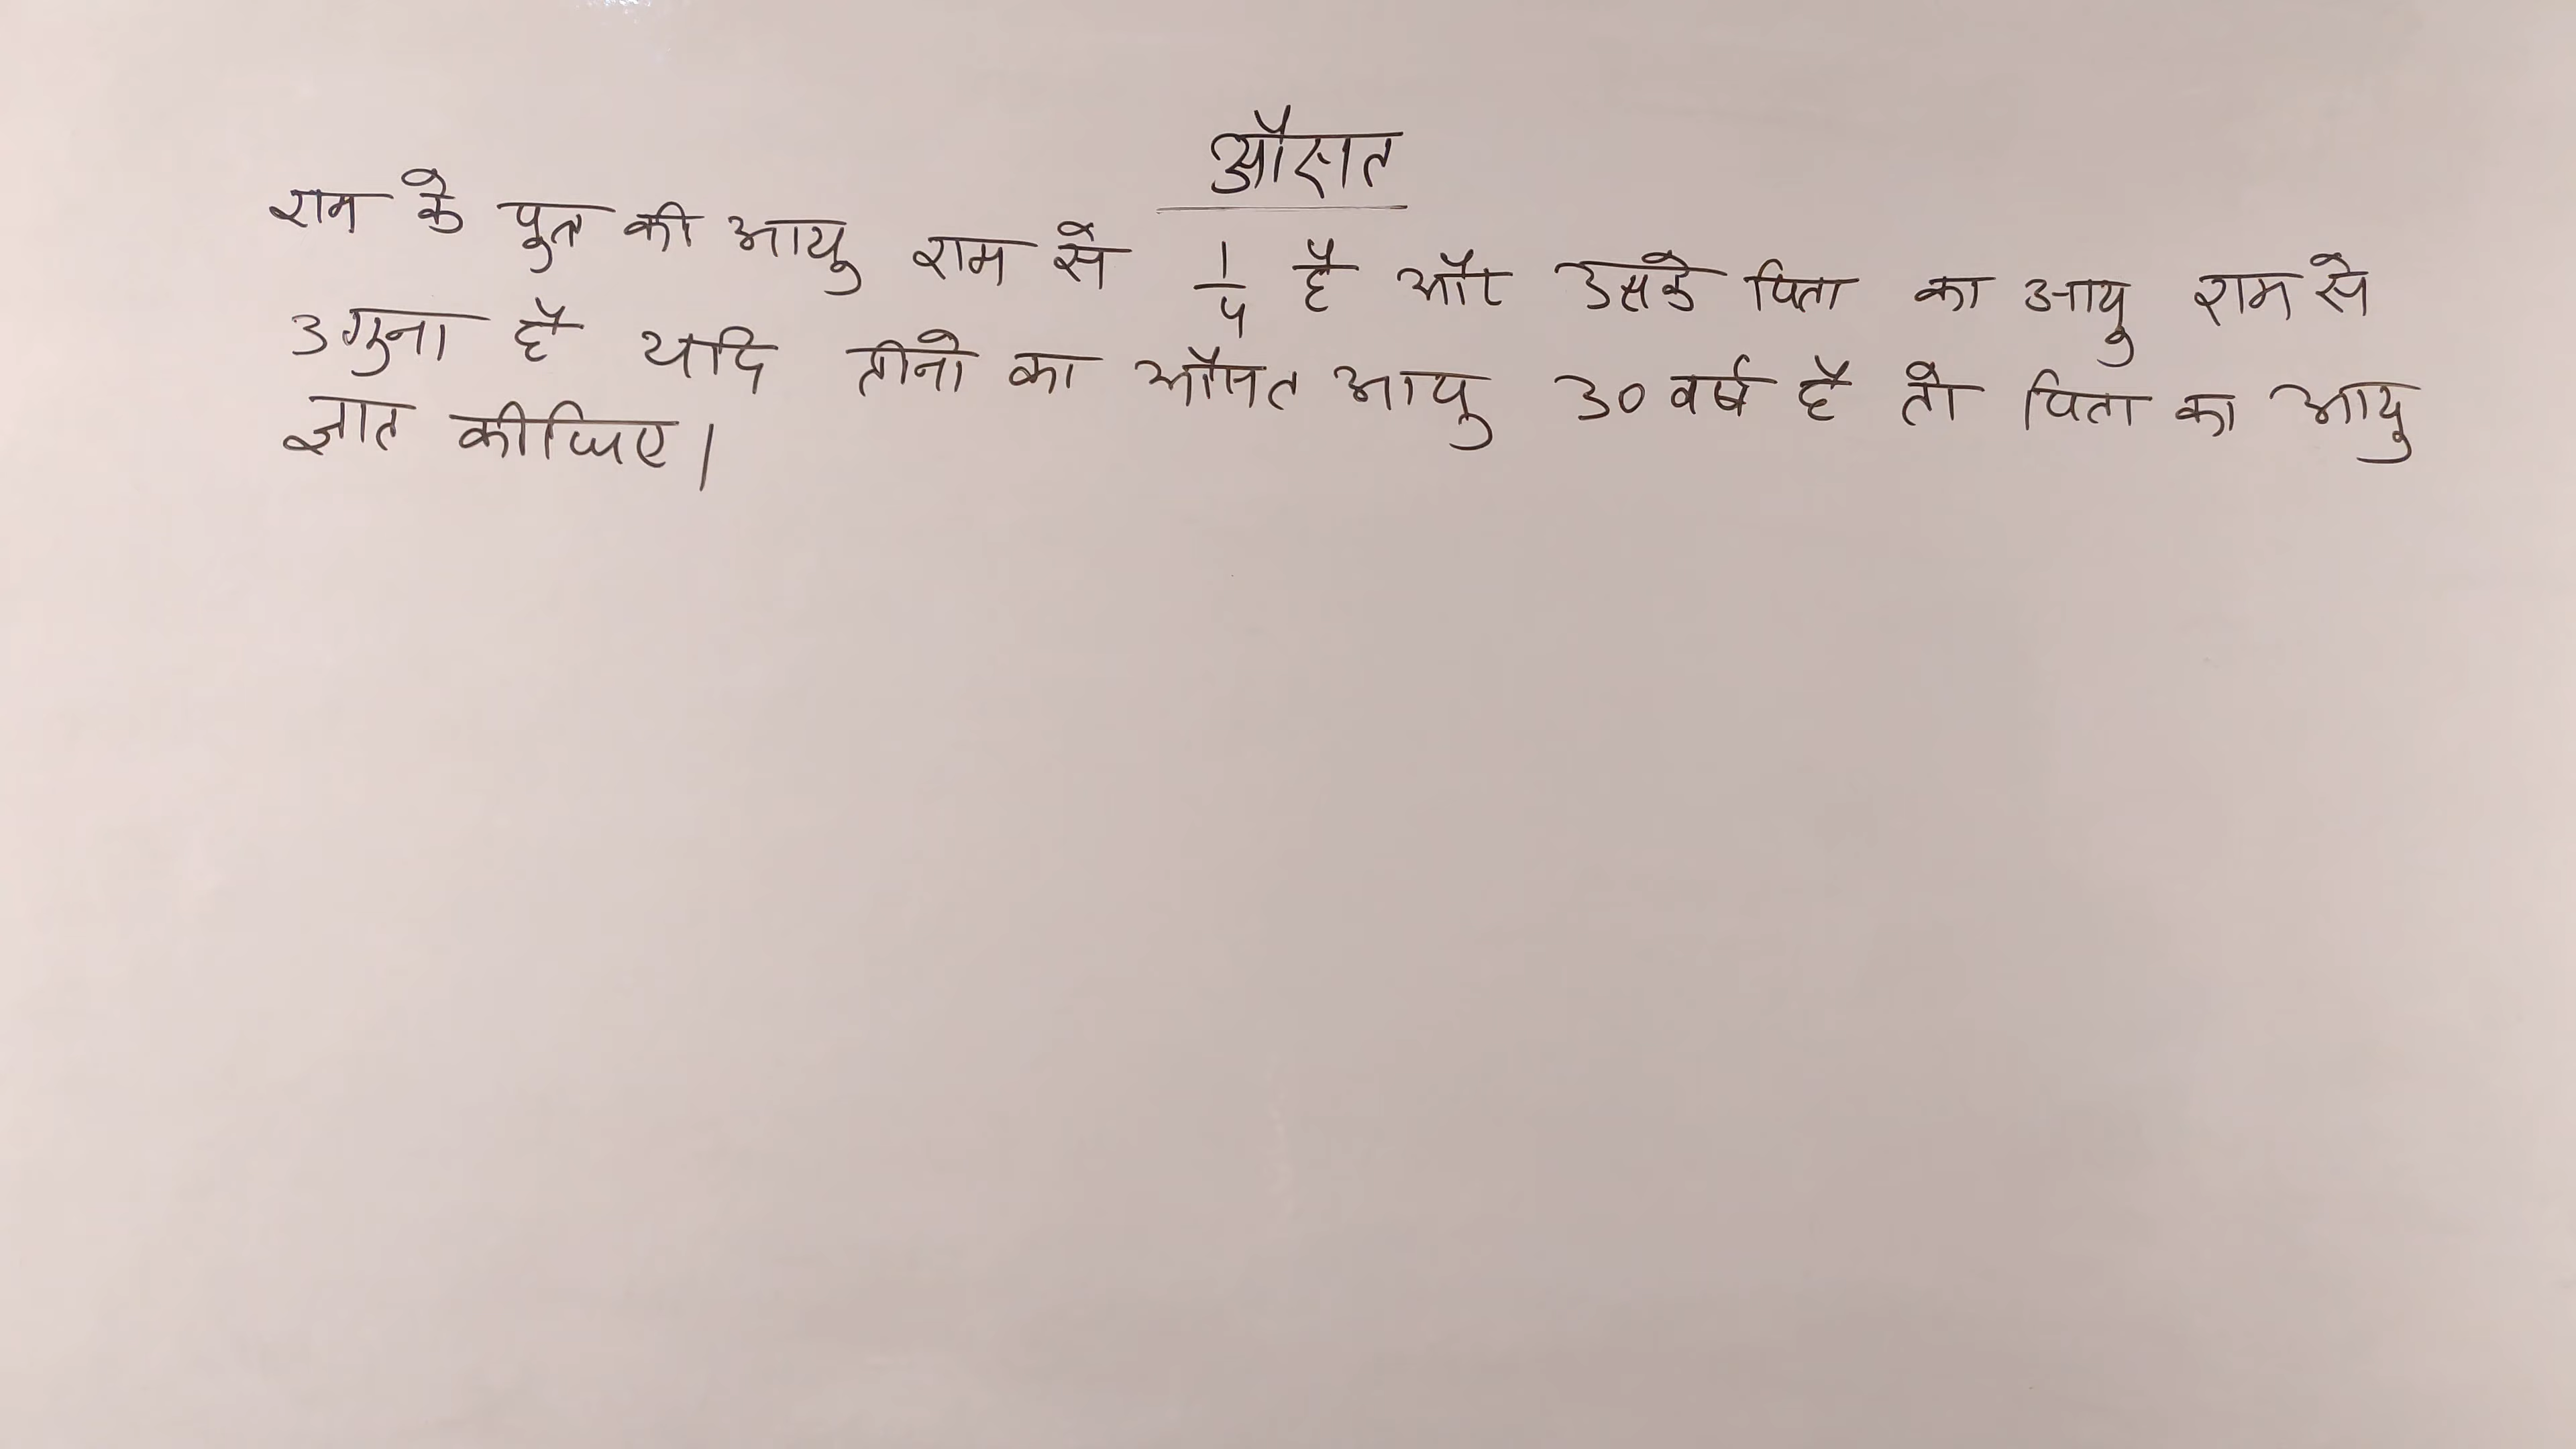 औसत
राम के पुत्र की आयु राम से 1/4 है और उसके पिता का आयु राम से
3 गुना है यदि तीनो का औसत आयु 30 वर्ष है तो पिता का आयु
ज्ञात कीजिए।